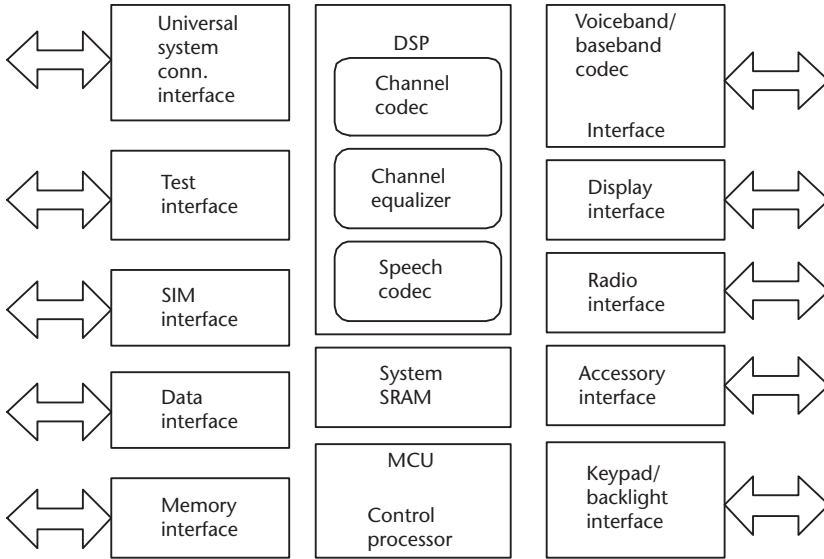 Universal
system
conn.
interface
Test
interface
SIM
interface
Data
interface
Memory
interface
DSP
Channel
codec
Channel
equalizer
Speech
codec
System
SRAM
MCU
Control
processor
Voiceband/
baseband
codec
Interface
Display
interface
Radio
interface
Accessory
interface
Keypad/
backlight
interface